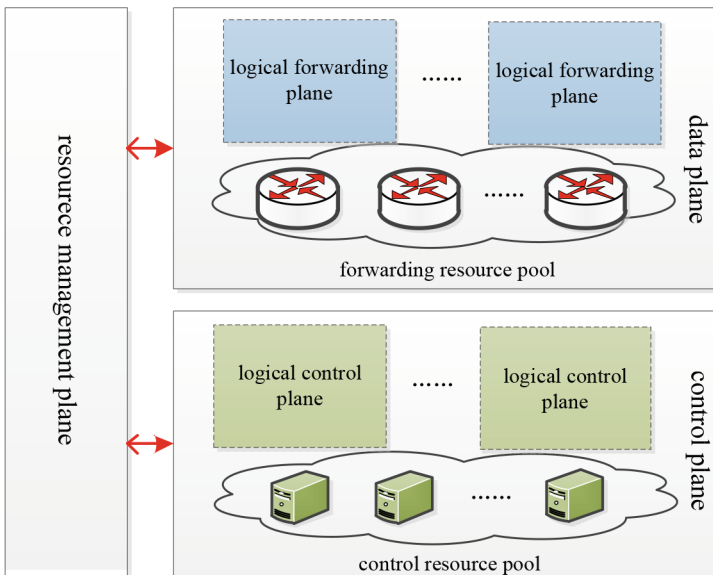 resourece management plane
logical forwarding
plane
......
logical forwarding
plane
data plane
......
forwarding resource pool
logical control
plane
......
logical control
plane
control plane
......
control resource pool